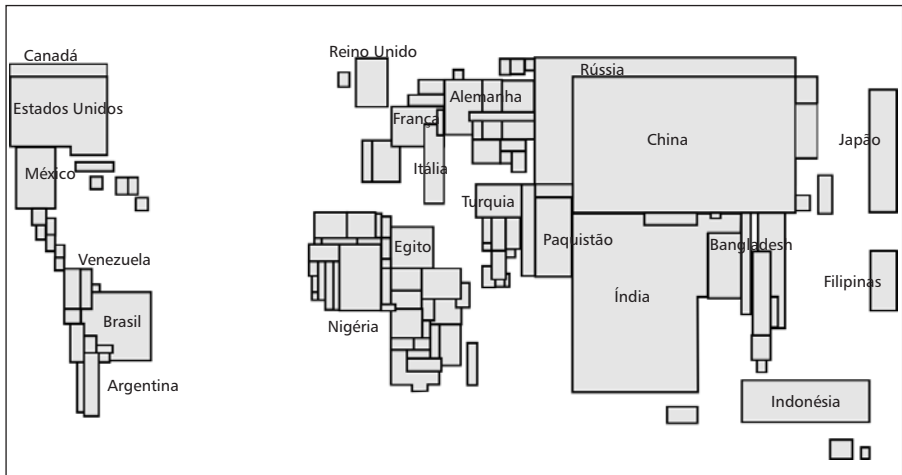 Canadá
Reino Unido
Rússia
Estados Unidos
Alemanha
França
China
Japão
Itália
México
Turquia
Egito
Paquistão
Bangladesh
Venezuela
Filipinas
Índia
Brasil
Nigéria
Argentina
Indonésia